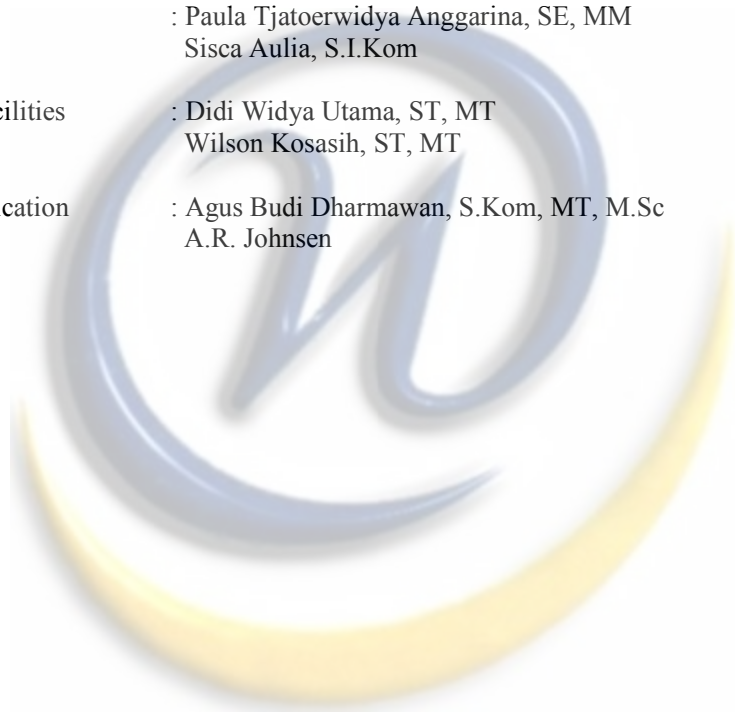 : Paula Tjatoerwidya Anggarina, SE, MM
Sisca Aulia, S.I.Kom
cilities : Didi Widya Utama, ST, MT
Wilson Kosasih, ST, MT
cation : Agus Budi Dharmawan, S.Kom, MT, M.Sc
A.R. Johnsen